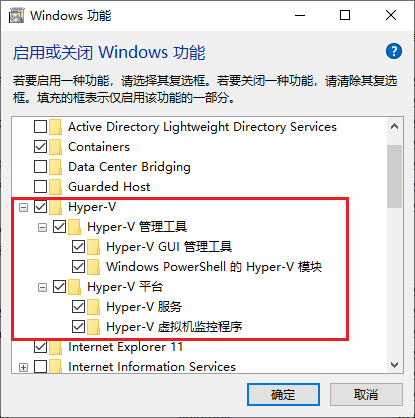 Windows 功能
启用或关闭 Windows 功能
若要启用一种功能，请选择其复选框。若要关闭一种功能，请清除其复选
框。填充的框表示仅启用该功能的一部分。
Active Directory Lightweight Directory Services
Containers
Data Center Bridging
Guarded Host
Hyper-V
Hyper-V 管理工具
Hyper-V GUI 管理工具
Windows PowerShell 的 Hyper-V 模块
Hyper-V 平台
Hyper-V 服务
Hyper-V 虚拟机监控程序
Internet Explorer 11
Internet Information Services
确定
取消